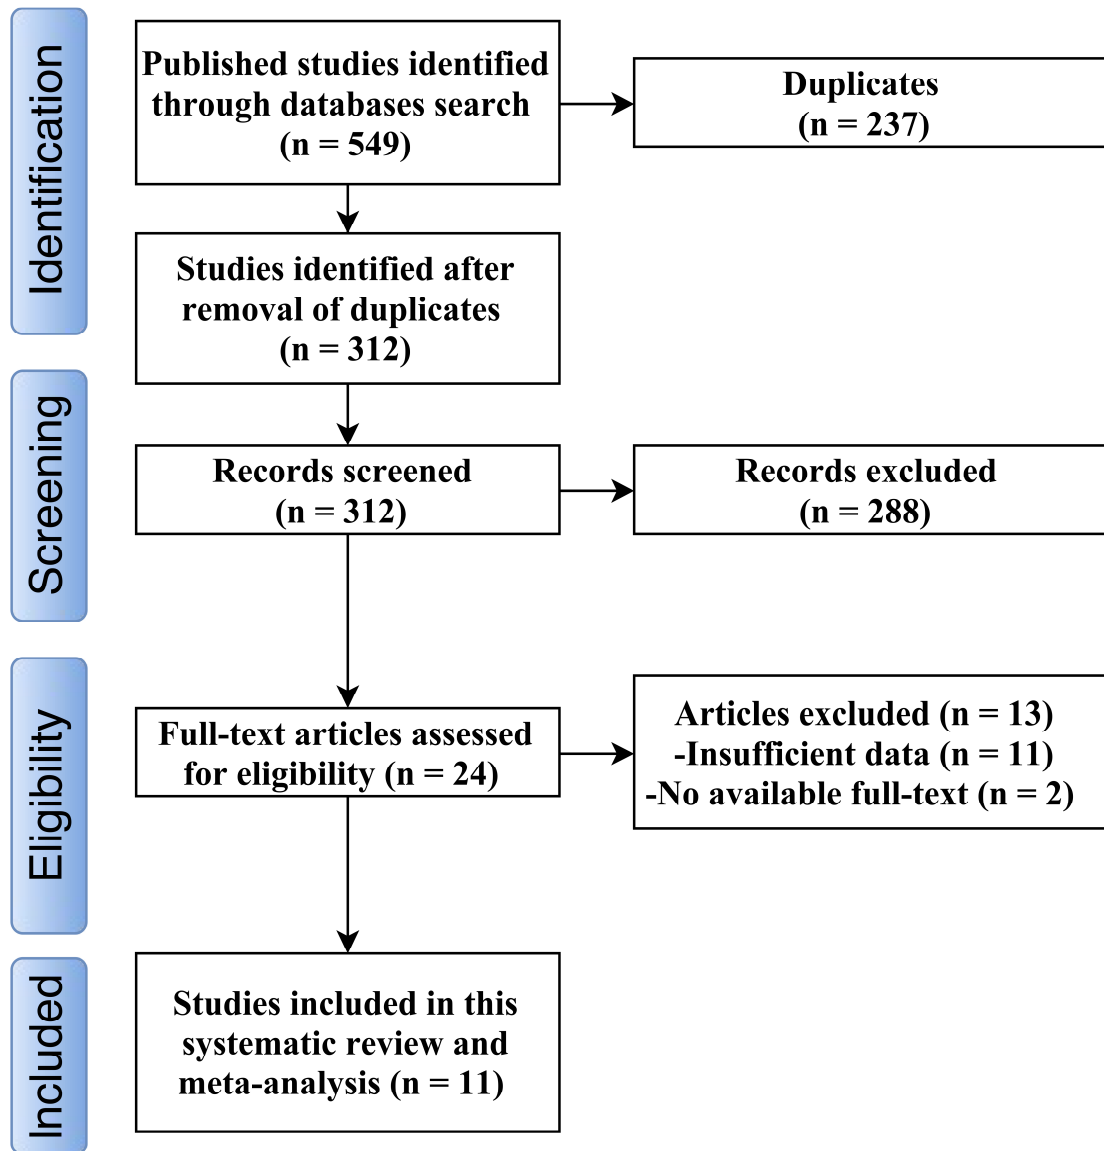 Identification
Published studies identified
through databases search
(n = 549)
Duplicates
(n = 237)
Studies identified after
removal of duplicates
(n = 312)
Screening
Records screened
(n = 312)
Records excluded
(n = 288)
Eligibility
Full-text articles assessed
for eligibility (n = 24)
Articles excluded (n = 13)
-Insufficient data (n = 11)
-No available full-text (n = 2)
Included
Studies included in this
systematic review and
meta-analysis (n = 11)